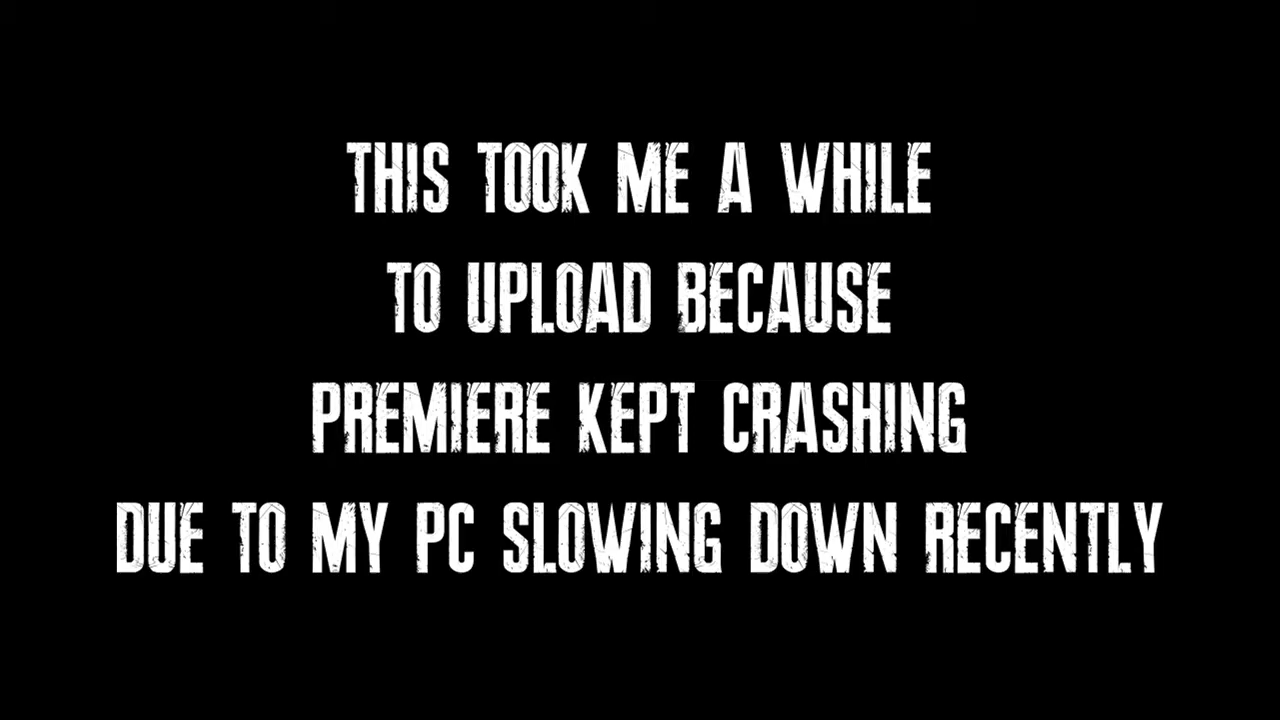 THIS TOOK ME A WHILE
TO UPLOAD BECAUSE
PREMIERE KEPT CRASHING
DUE TO MY PC SLOWING DOWN RECENTLY